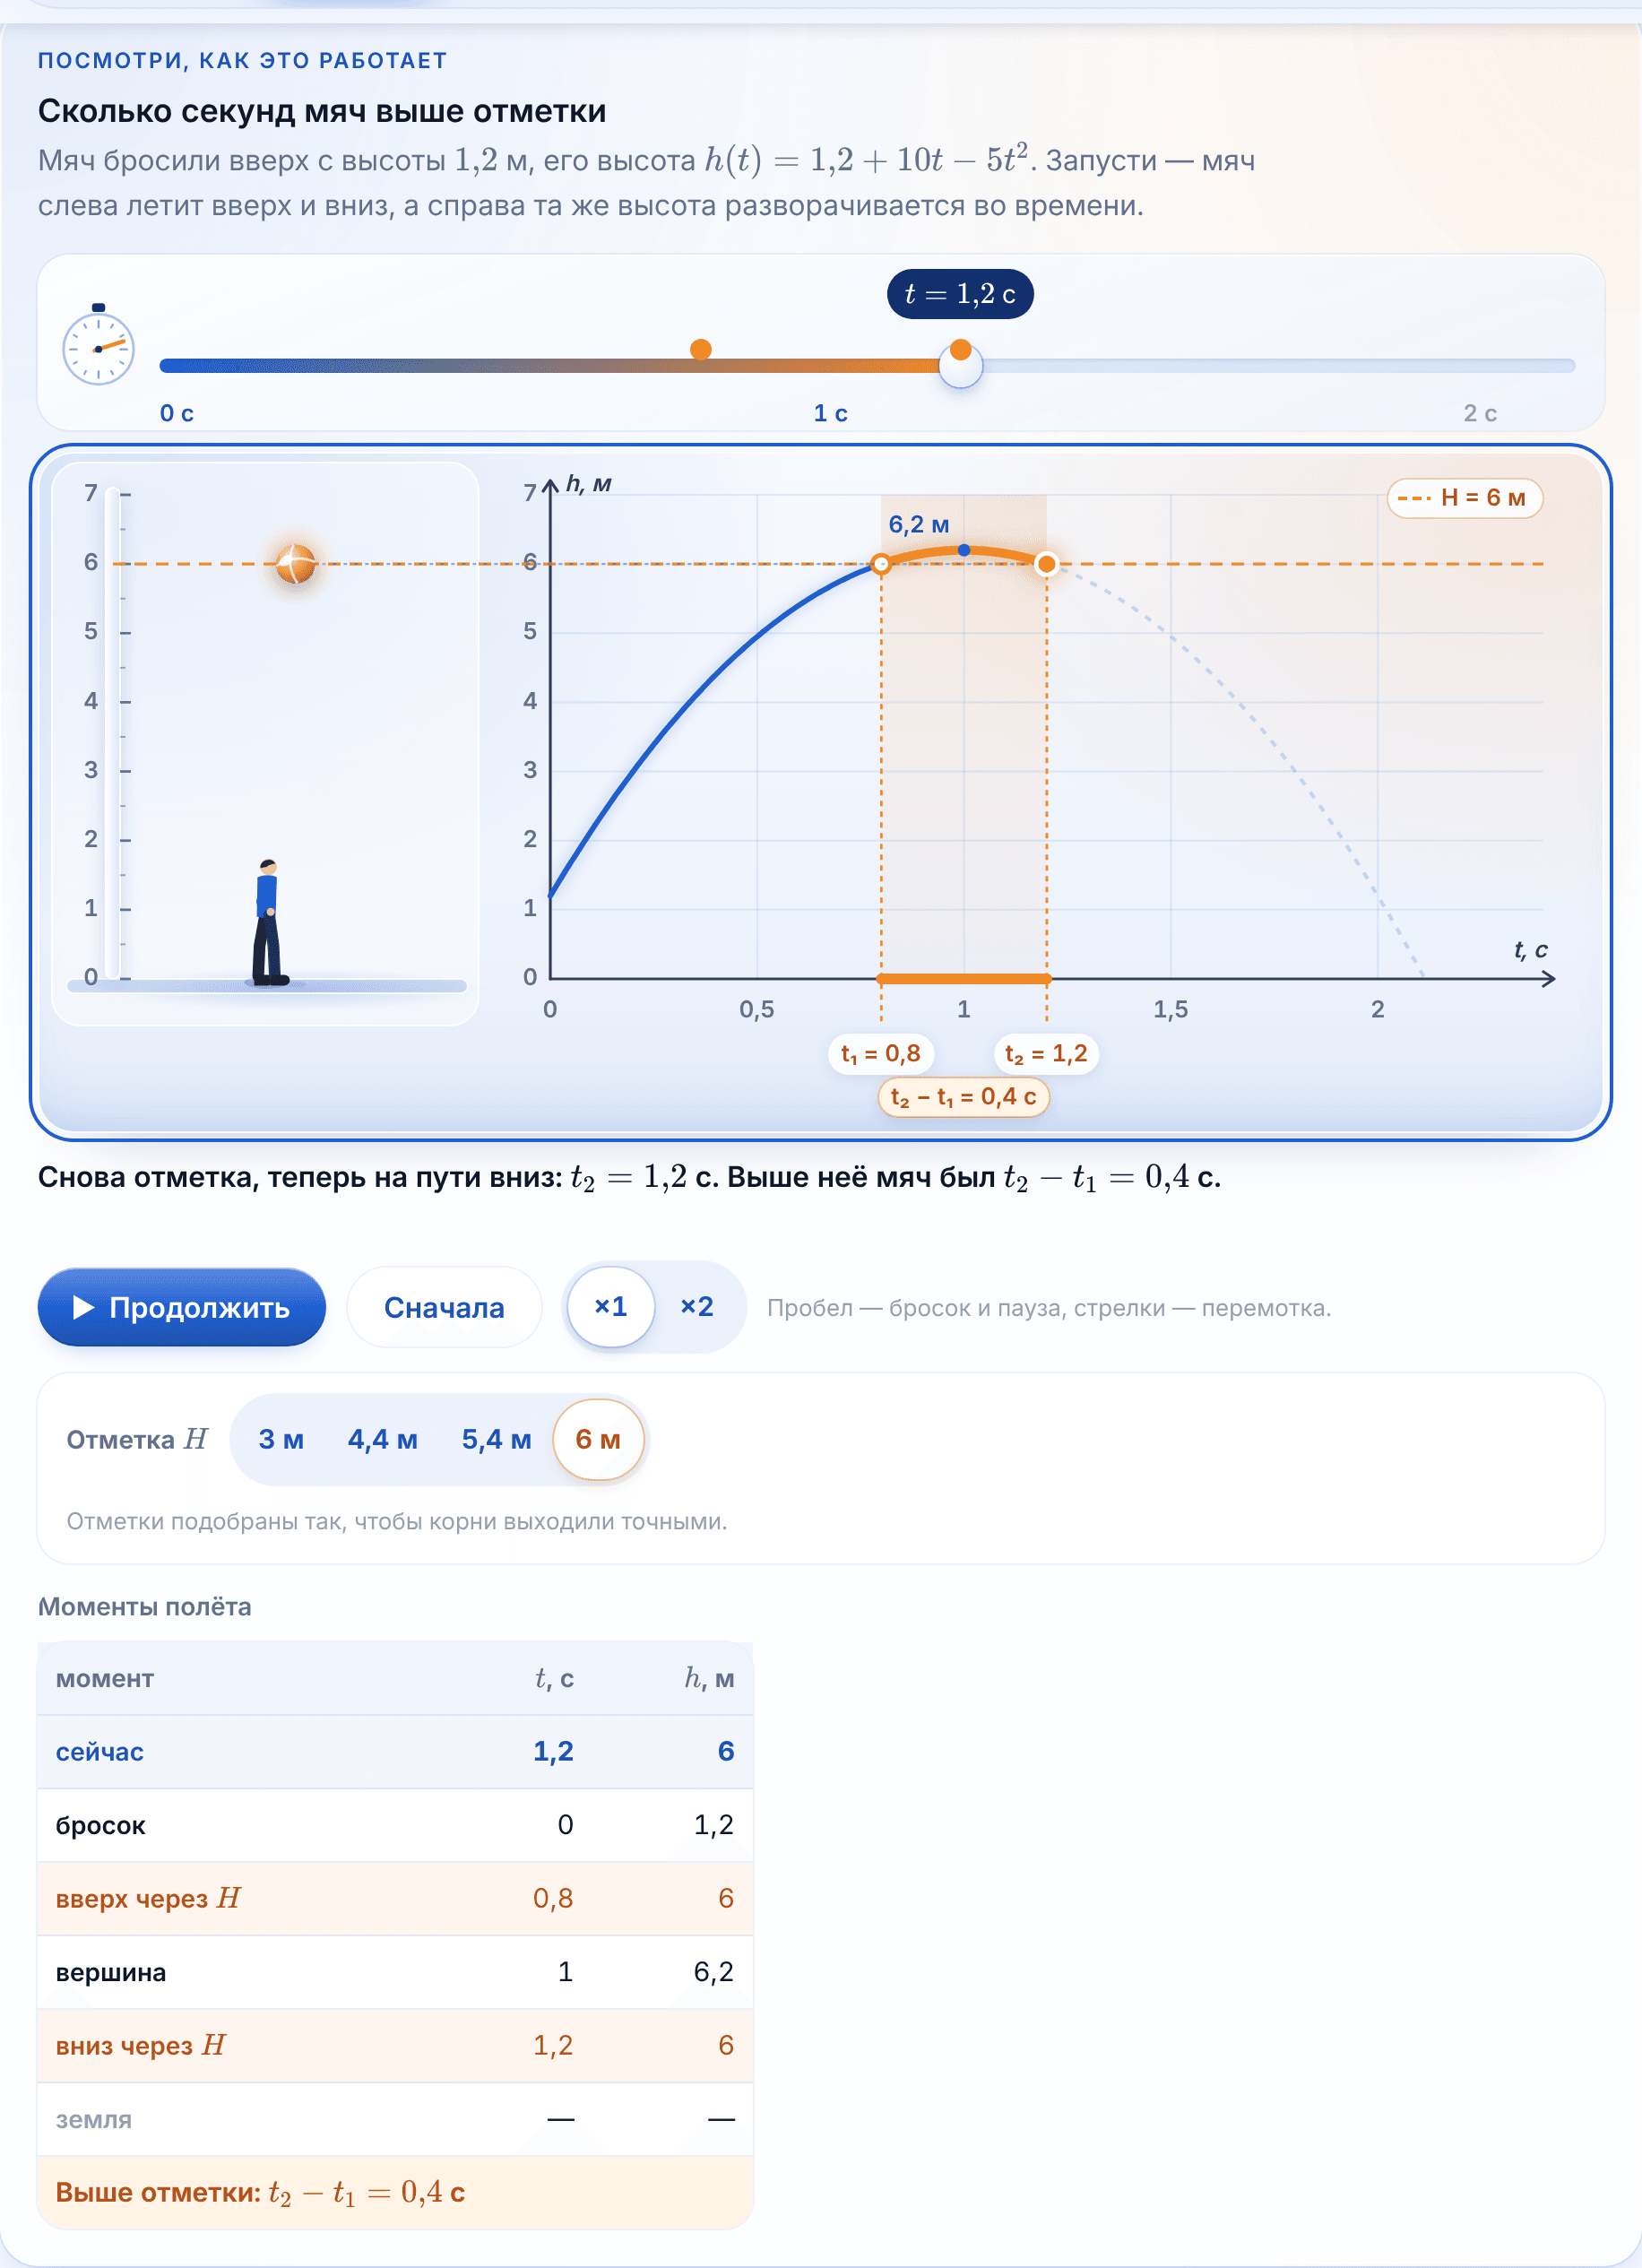 ПОСМОТРИ, КАК ЭТО РАБОТАЕТ
Сколько секунд мяч выше отметки
Мяч бросили вверх с высоты 1,2 м, его высота h(t) = 1,2 + 10t − 5t². Запусти — мяч
слева летит вверх и вниз, а справа та же высота разворачивается во времени.
t = 1,2 с
0 с 1 с 2 с
7
6
5
4
3
2
1
0
h, м
7
6
5
4
3
2
1
0
6,2 м
H = 6 м
t, с
0 0,5 1 1,5 2
t₁ = 0,8 t₂ = 1,2
t₂ − t₁ = 0,4 с
Снова отметка, теперь на пути вниз: t₂ = 1,2 с. Выше неё мяч был t₂ − t₁ = 0,4 с.
Продолжить Сначала ×1 ×2 Пробел — бросок и пауза, стрелки — перемотка.
Отметка H 3 м 4,4 м 5,4 м 6 м
Отметки подобраны так, чтобы корни выходили точными.
Моменты полёта
момент t, с h, м
сейчас 1,2 6
бросок 0 1,2
вверх через H 0,8 6
вершина 1 6,2
вниз через H 1,2 6
земля — —
Выше отметки: t₂ − t₁ = 0,4 с